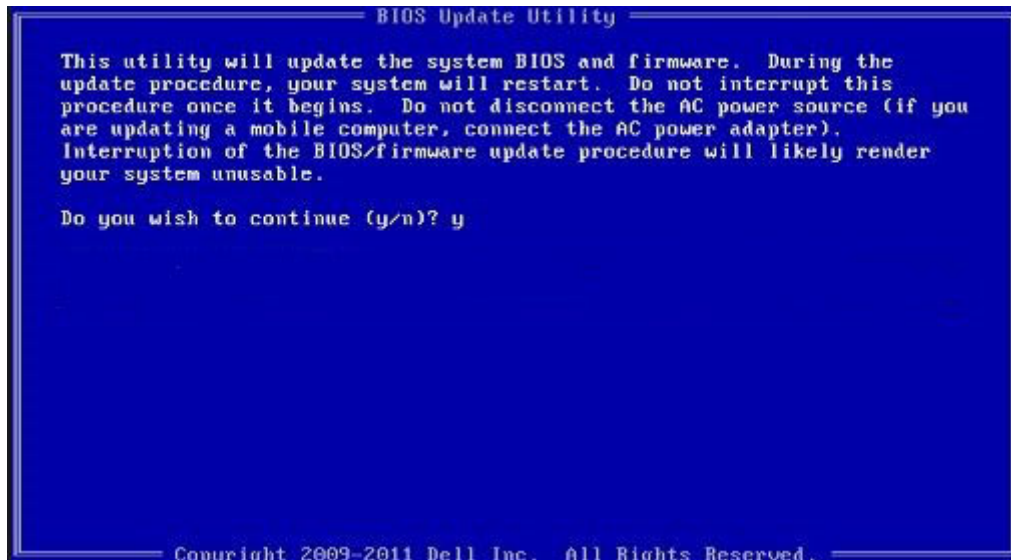 BIOS Update Utility
This utility will update the system BIOS and firmware. During the
update procedure, your system will restart. Do not interrupt this
procedure once it begins. Do not disconnect the AC power source (if you
are updating a mobile computer, connect the AC power adapter).
Interruption of the BIOS/firmware update procedure will likely render
your system unusable.
Do you wish to continue (y/n)? y
Copyright 2009-2011 Dell Inc. All Rights Reserved.